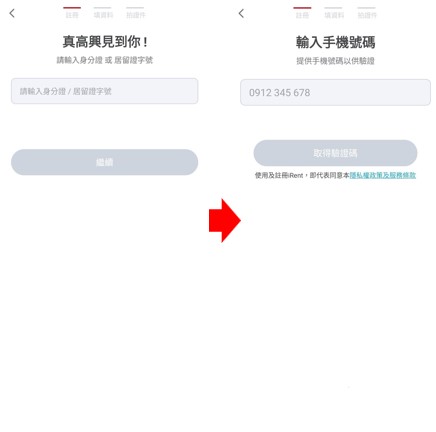 註冊 填資料 拍證件
真高興見到你！
請輸入身分證 或 居留證字號
請輸入身分證 / 居留證字號
繼續
註冊 填資料 拍證件
輸入手機號碼
提供手機號碼以供驗證
0912 345 678
取得驗證碼
使用及註冊iRent，即代表同意本隱私權政策及服務條款